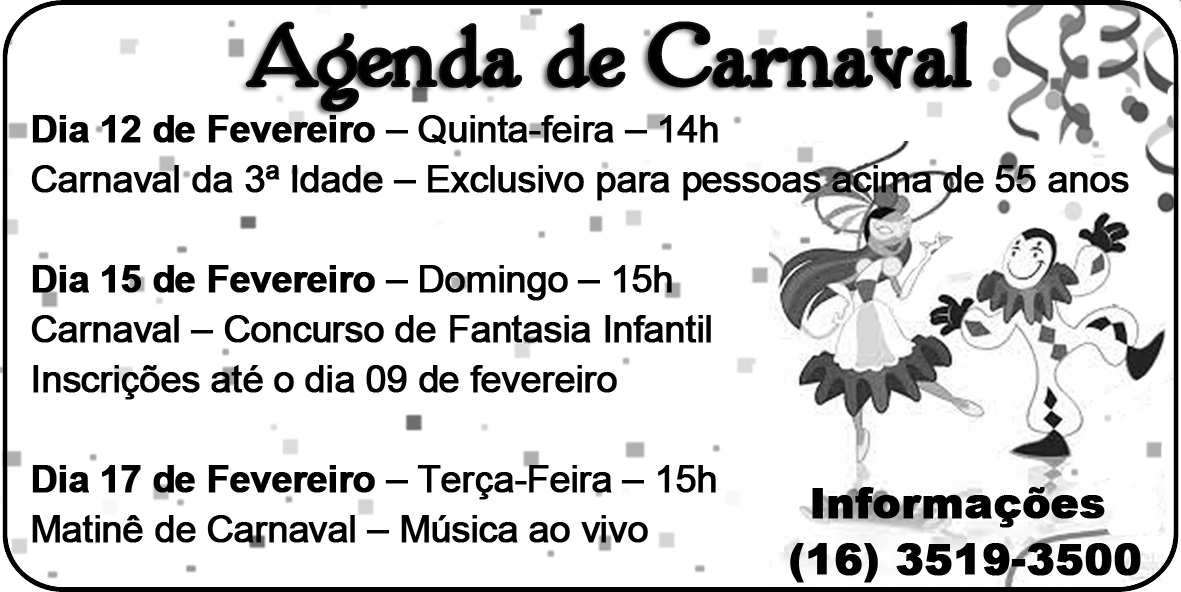 Agenda de Carnaval
Dia 12 de Fevereiro – Quinta-feira – 14h
Carnaval da 3ª Idade – Exclusivo para pessoas acima de 55 anos
Dia 15 de Fevereiro – Domingo – 15h
Carnaval – Concurso de Fantasia Infantil
Inscrições até o dia 09 de fevereiro
Dia 17 de Fevereiro – Terça-Feira – 15h
Matinê de Carnaval – Música ao vivo
Informações
(16) 3519-3500